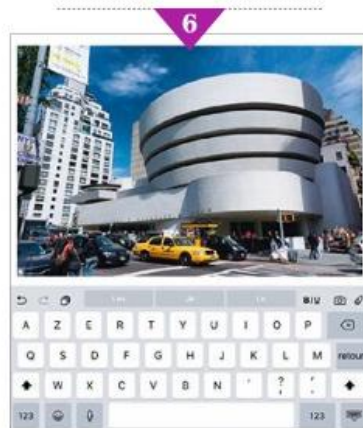 6
B I U
A Z E R T Y U I O P
Q S D F G H J K L M retour
W X C V B N ' ? .
123 123